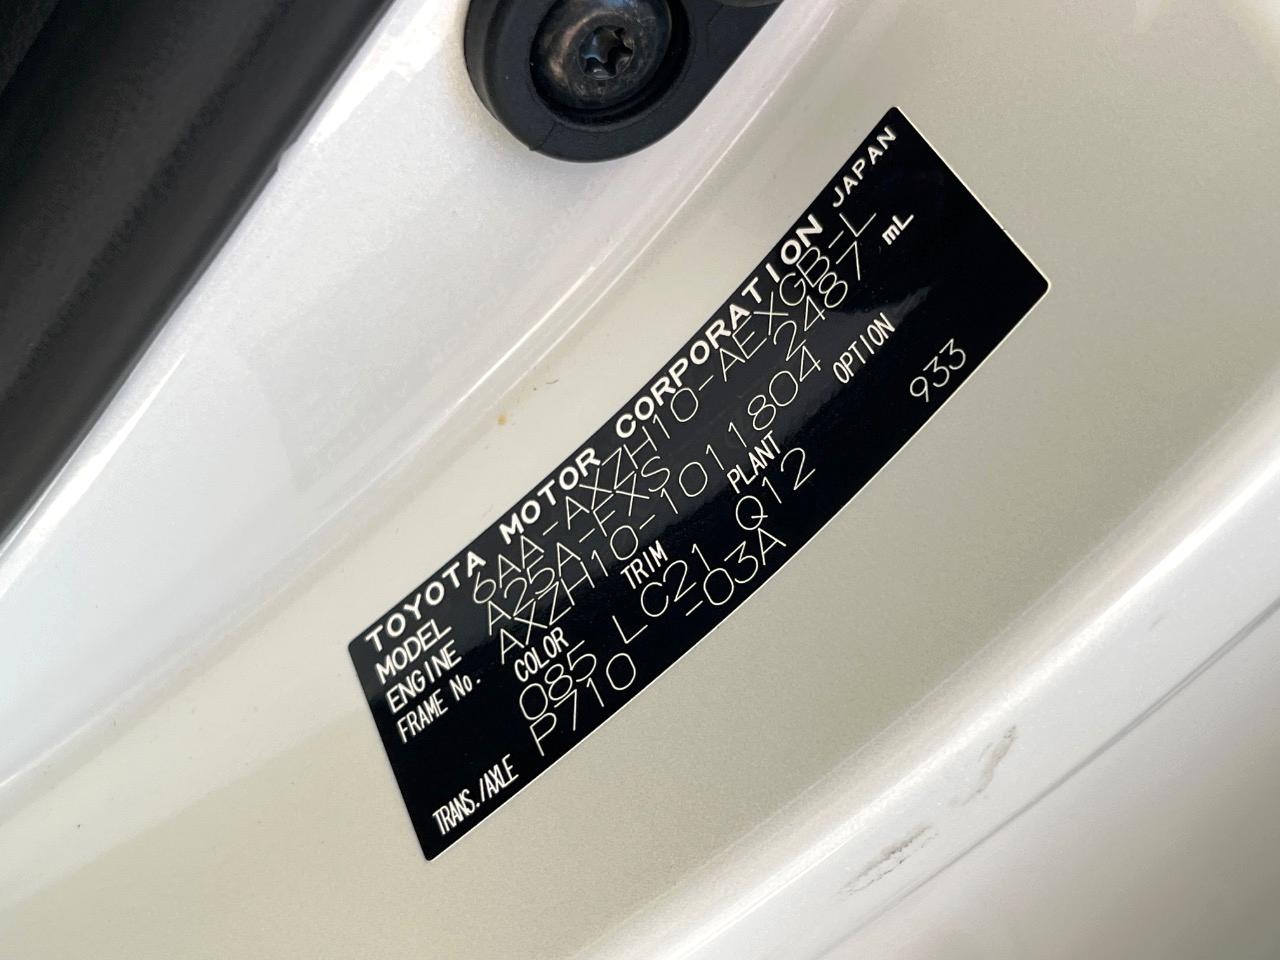 TOYOTA MOTOR CORPORATION JAPAN
MODEL 6AA-AXZH10-AEXGB-L
ENGINE A25A-FXS 2487 mL
FRAME No. AXZH10-1011804
COLOR TRIM PLANT OPTION
085 LC21 Q12 933
TRANS./AXLE P710 -03A